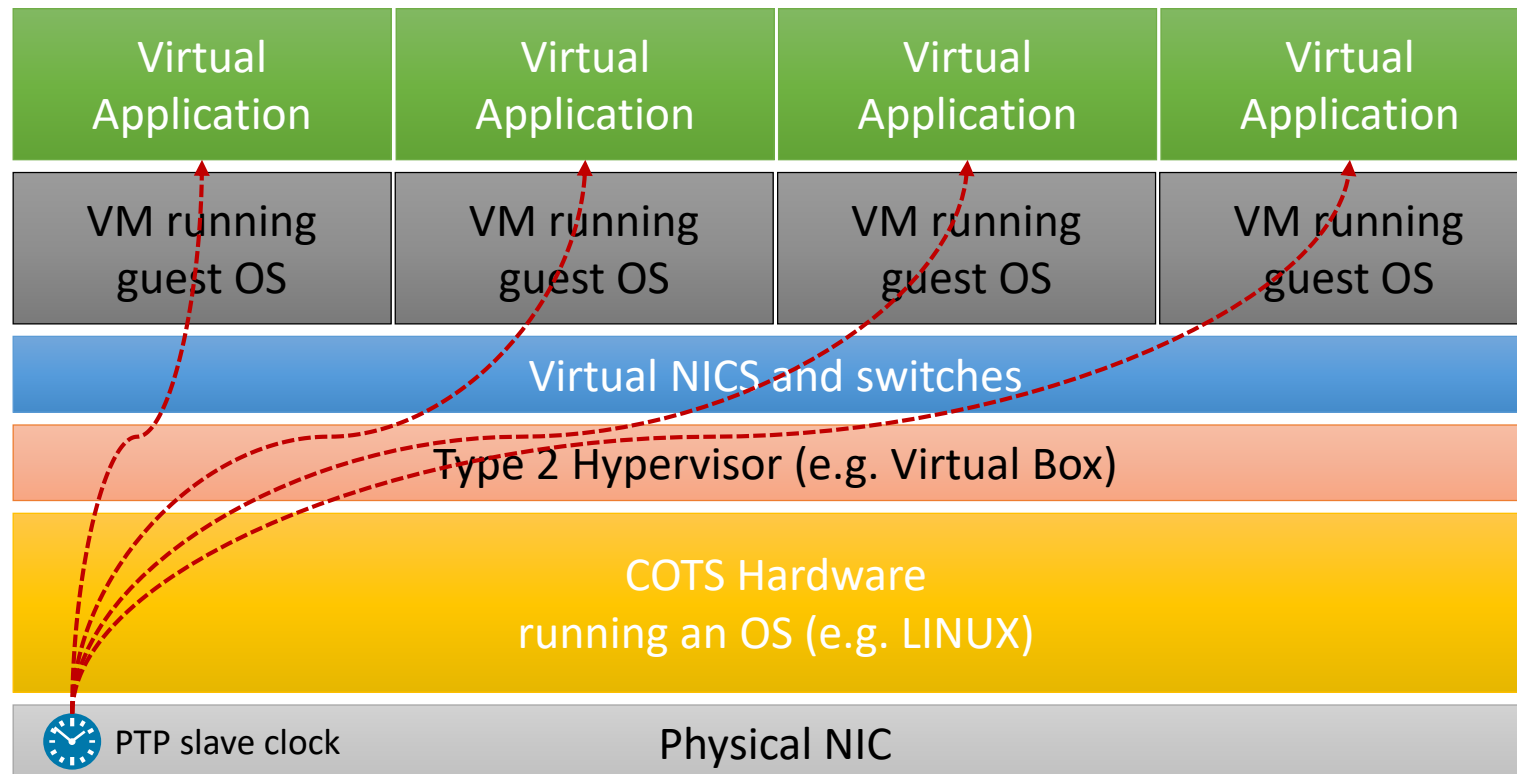 Virtual
Application
Virtual
Application
Virtual
Application
Virtual
Application
VM running
guest OS
VM running
guest OS
VM running
guest OS
VM running
guest OS
Virtual NICS and switches
Type 2 Hypervisor (e.g. Virtual Box)
COTS Hardware
running an OS (e.g. LINUX)
PTP slave clock
Physical NIC